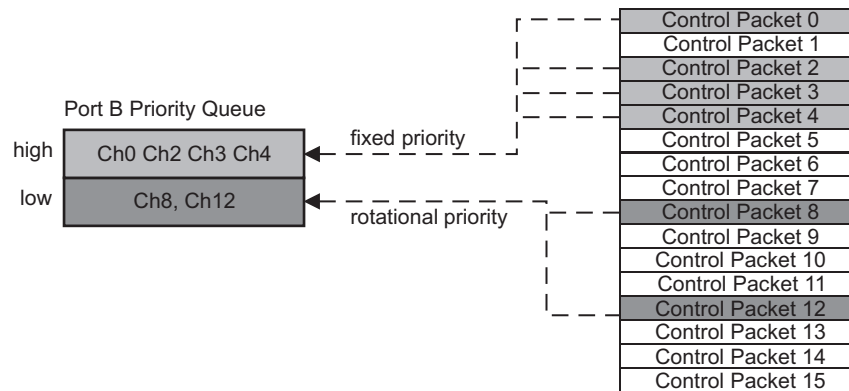 Port B Priority Queue
high
Ch0 Ch2 Ch3 Ch4
low
Ch8, Ch12
fixed priority
rotational priority
Control Packet 0
Control Packet 1
Control Packet 2
Control Packet 3
Control Packet 4
Control Packet 5
Control Packet 6
Control Packet 7
Control Packet 8
Control Packet 9
Control Packet 10
Control Packet 11
Control Packet 12
Control Packet 13
Control Packet 14
Control Packet 15